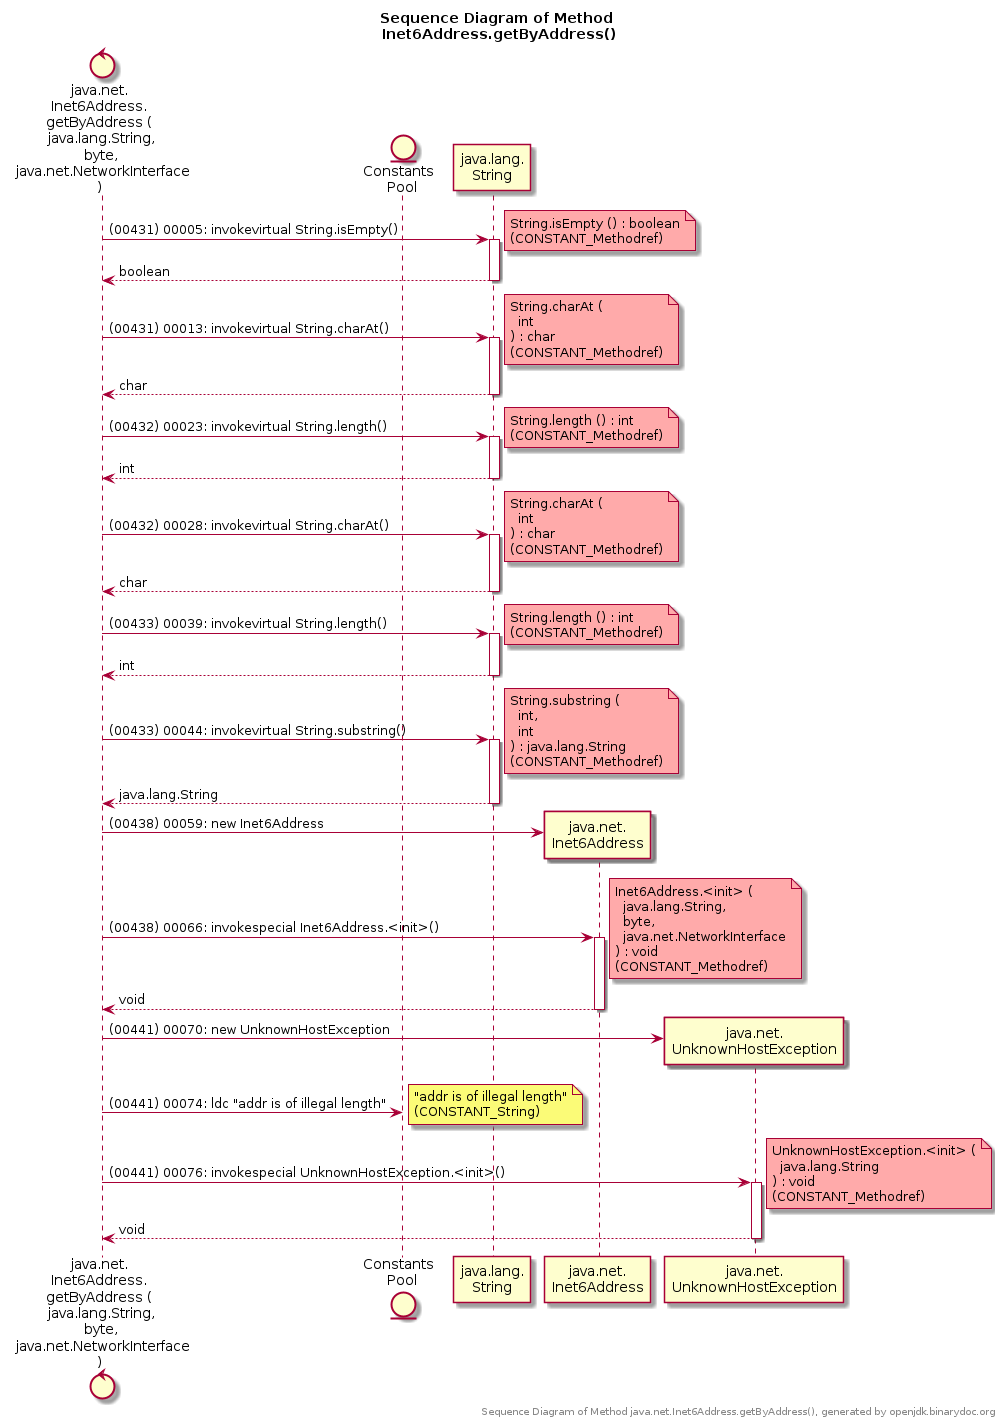 Sequence Diagram of Method
Inet6Address.getByAddress()
java.net.
Inet6Address.
getByAddress (
java.lang.String,
byte,
java.net.NetworkInterface
)
Constants
Pool
java.lang.
String
(00431) 00005: invokevirtual String.isEmpty()
String.isEmpty () : boolean
(CONSTANT_Methodref)
boolean
(00431) 00013: invokevirtual String.charAt()
String.charAt (
int
) : char
(CONSTANT_Methodref)
char
(00432) 00023: invokevirtual String.length()
String.length () : int
(CONSTANT_Methodref)
int
(00432) 00028: invokevirtual String.charAt()
String.charAt (
int
) : char
(CONSTANT_Methodref)
char
(00433) 00039: invokevirtual String.length()
String.length () : int
(CONSTANT_Methodref)
int
(00433) 00044: invokevirtual String.substring()
String.substring (
int,
int
) : java.lang.String
(CONSTANT_Methodref)
java.lang.String
(00438) 00059: new Inet6Address
java.net.
Inet6Address
(00438) 00066: invokespecial Inet6Address.<init>()
Inet6Address.<init> (
java.lang.String,
byte,
java.net.NetworkInterface
) : void
(CONSTANT_Methodref)
void
(00441) 00070: new UnknownHostException
java.net.
UnknownHostException
(00441) 00074: ldc "addr is of illegal length"
"addr is of illegal length"
(CONSTANT_String)
(00441) 00076: invokespecial UnknownHostException.<init>()
UnknownHostException.<init> (
java.lang.String
) : void
(CONSTANT_Methodref)
void
java.net.
Inet6Address.
getByAddress (
java.lang.String,
byte,
java.net.NetworkInterface
)
Constants
Pool
java.lang.
String
java.net.
Inet6Address
java.net.
UnknownHostException
Sequence Diagram of Method java.net.Inet6Address.getByAddress(), generated by openjdk.binarydoc.org